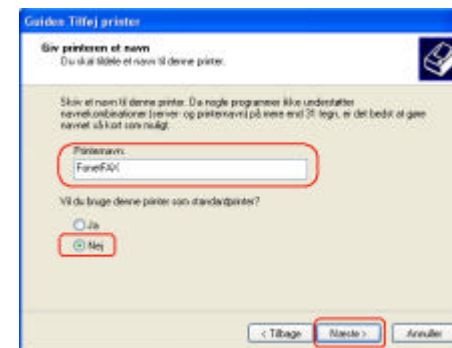 Guiden Tilføj printer
Giv printeren et navn
Du skal tildele et navn til denne printer.
Skriv et navn til denne printer. Da nogle programmer ikke understøtter
navnekombinationer (server- og printernavn) på mere end 31 tegn, er det bedst at gøre
navnet så kort som muligt.
Printernavn:
FonetFAX
Vil du bruge denne printer som standardprinter?
Ja
Nej
< Tilbage
Næste >
Annuller